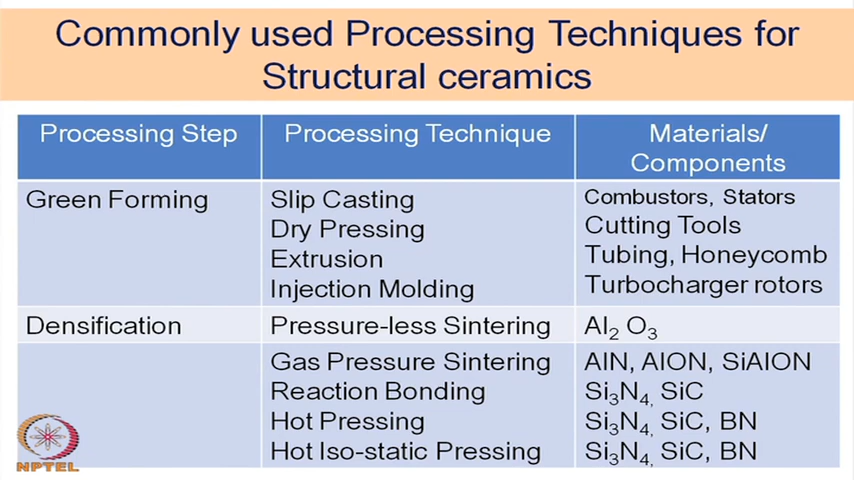 Commonly used Processing Techniques for
Structural ceramics
Processing Step Processing Technique Materials/
Components
Green Forming Slip Casting Combustors, Stators
Dry Pressing Cutting Tools
Extrusion Tubing, Honeycomb
Injection Molding Turbocharger rotors
Densification Pressure-less Sintering Al₂ O₃
Gas Pressure Sintering AlN, AlON, SiAlON
Reaction Bonding Si₃N₄, SiC
Hot Pressing Si₃N₄, SiC, BN
Hot Iso-static Pressing Si₃N₄, SiC, BN
NPTEL